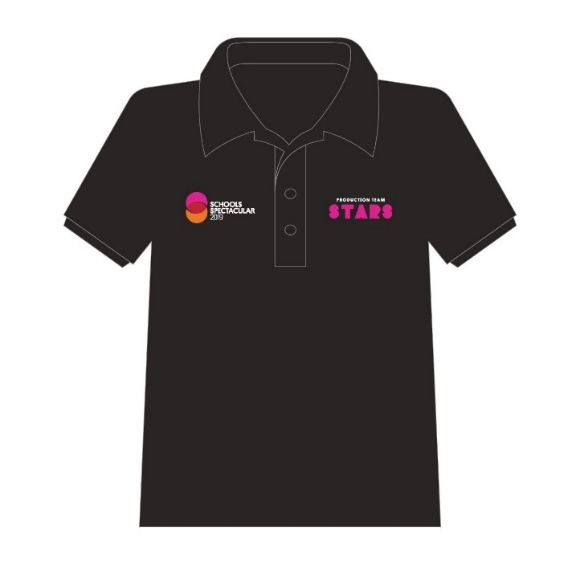 SCHOOLS
SPECTACULAR
2019
PRODUCTION TEAM
STARS